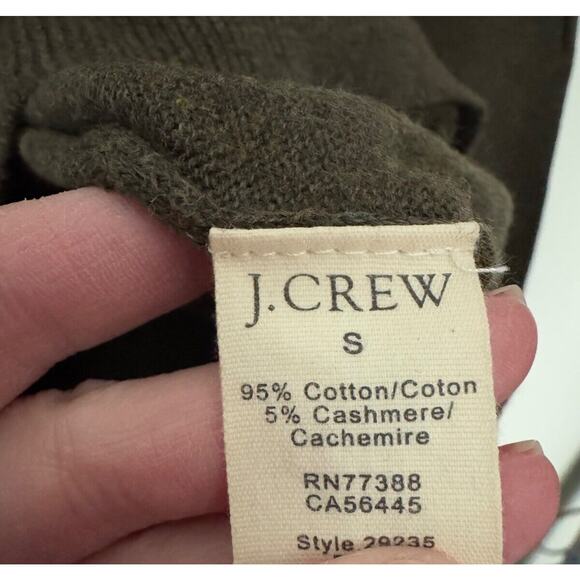 J.CREW
S
95% Cotton/Coton
5% Cashmere/
Cachemire
RN77388
CA56445
Style 29235